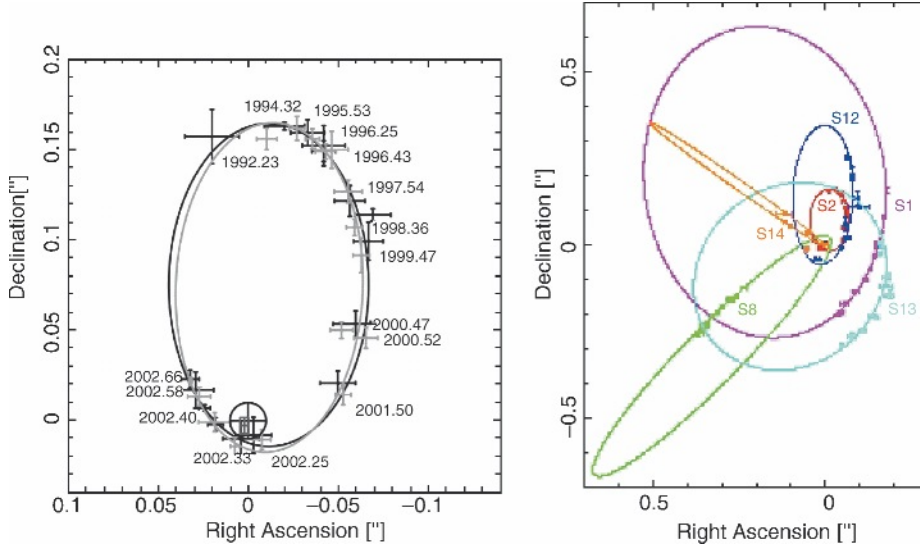 0.2
0.15
0.1
0.05
0
Declination["]
1994.32
1995.53
1996.25
1992.23
1996.43
1997.54
1998.36
1999.47
2000.47
2000.52
2001.50
2002.66
2002.58
2002.40
2002.33
2002.25
0.1 0.05 0 −0.05 −0.1
Right Ascension ["]
0.5
0
−0.5
Declination ["]
S12
S2
S1
S14
S8
S13
0.5 0
Right Ascension ["]